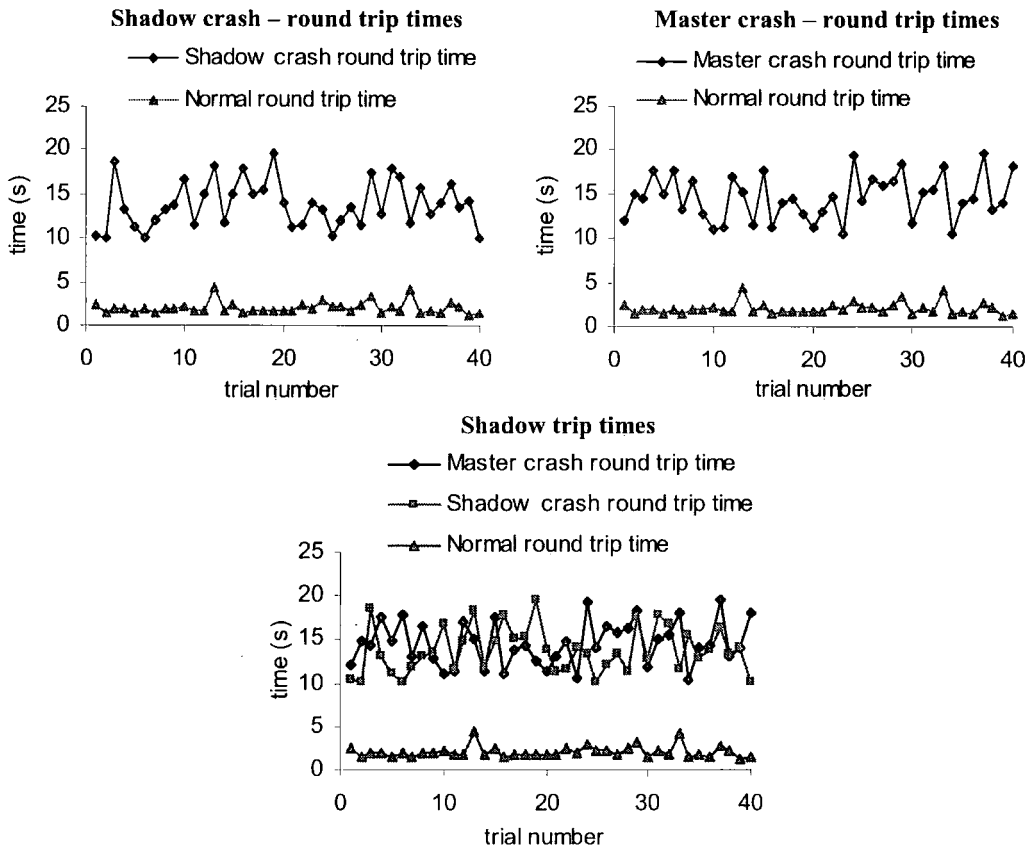 Shadow crash – round trip times
Shadow crash round trip time
Normal round trip time
25
20
15
10
5
0
time (s)
0 10 20 30 40
trial number
Master crash – round trip times
Master crash round trip time
Normal round trip time
25
20
15
10
5
0
time (s)
0 10 20 30 40
trial number
Shadow trip times
Master crash round trip time
Shadow crash round trip time
Normal round trip time
25
20
15
10
5
0
time (s)
0 10 20 30 40
trial number